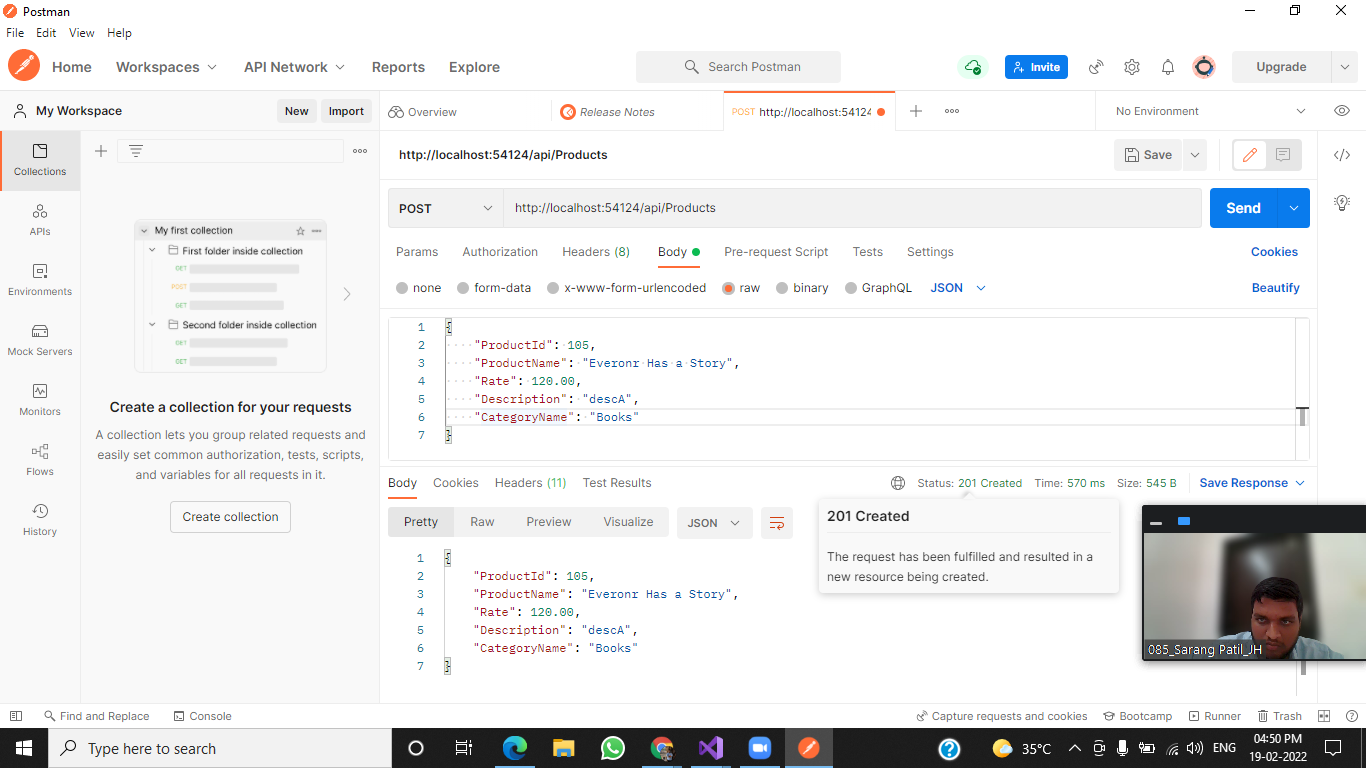 Postman
File Edit View Help
Home Workspaces API Network Reports Explore Search Postman Invite Upgrade
My Workspace New Import Overview Release Notes POST http://localhost:54124 No Environment
Collections
APIs
Environments
Mock Servers
Monitors
Flows
History
My first collection
First folder inside collection
GET
POST
GET
Second folder inside collection
GET
GET
Create a collection for your requests
A collection lets you group related requests and
easily set common authorization, tests, scripts,
and variables for all requests in it.
Create collection
http://localhost:54124/api/Products Save
POST http://localhost:54124/api/Products Send
Params Authorization Headers (8) Body Pre-request Script Tests Settings Cookies
none form-data x-www-form-urlencoded raw binary GraphQL JSON Beautify
1 {
2 "ProductId": 105,
3 "ProductName": "Everonr Has a Story",
4 "Rate": 120.00,
5 "Description": "descA",
6 "CategoryName": "Books"
7 }
Body Cookies Headers (11) Test Results Status: 201 Created Time: 570 ms Size: 545 B Save Response
Pretty Raw Preview Visualize JSON
201 Created
The request has been fulfilled and resulted in a
new resource being created.
1 {
2 "ProductId": 105,
3 "ProductName": "Everonr Has a Story",
4 "Rate": 120.00,
5 "Description": "descA",
6 "CategoryName": "Books"
7 }
085_Sarang Patil_JH
Find and Replace Console Capture requests and cookies Bootcamp Runner Trash
Type here to search 35°C ENG 04:50 PM
19-02-2022